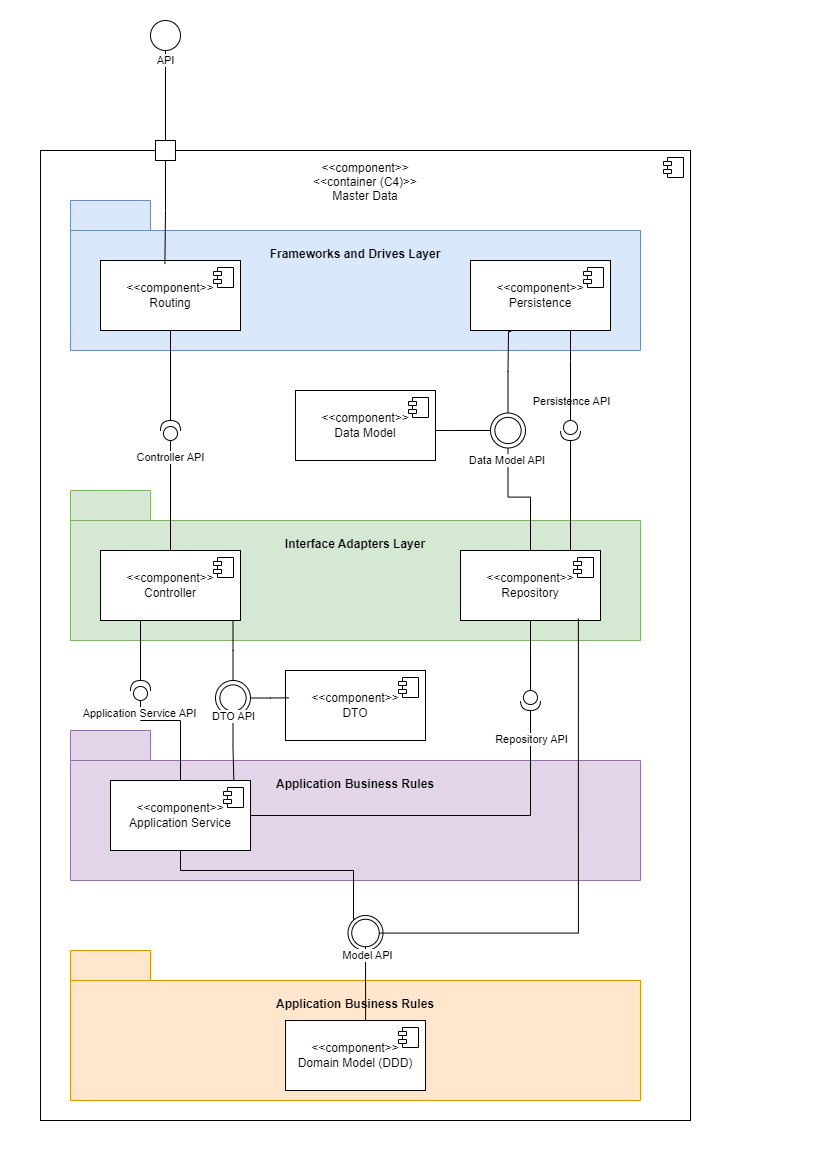 API
<<component>>
<<container (C4)>>
Master Data
Frameworks and Drives Layer
<<component>>
Routing
<<component>>
Persistence
<<component>>
Data Model
Persistence API
Controller API
Data Model API
Interface Adapters Layer
<<component>>
Controller
<<component>>
Repository
<<component>>
DTO
Application Service API
DTO API
Repository API
Application Business Rules
<<component>>
Application Service
Model API
Application Business Rules
<<component>>
Domain Model (DDD)